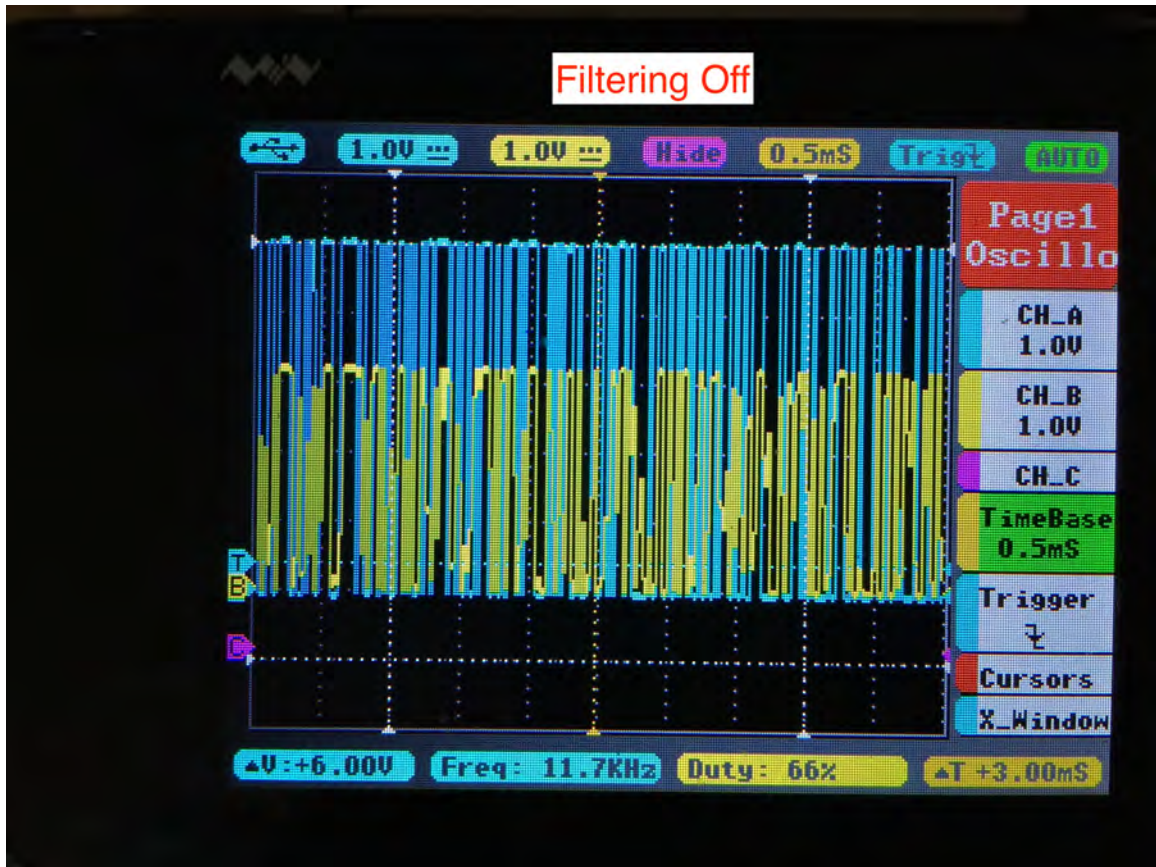 Filtering Off
1.0V 1.0V Hide 0.5mS Trig AUTO
Page1
Oscillo
CH_A
1.0V
CH_B
1.0V
CH_C
TimeBase
0.5mS
Trigger
Cursors
X_Window
T
B
C
▲V:+6.00V Freq: 11.7KHz Duty: 66% ▲T +3.00mS